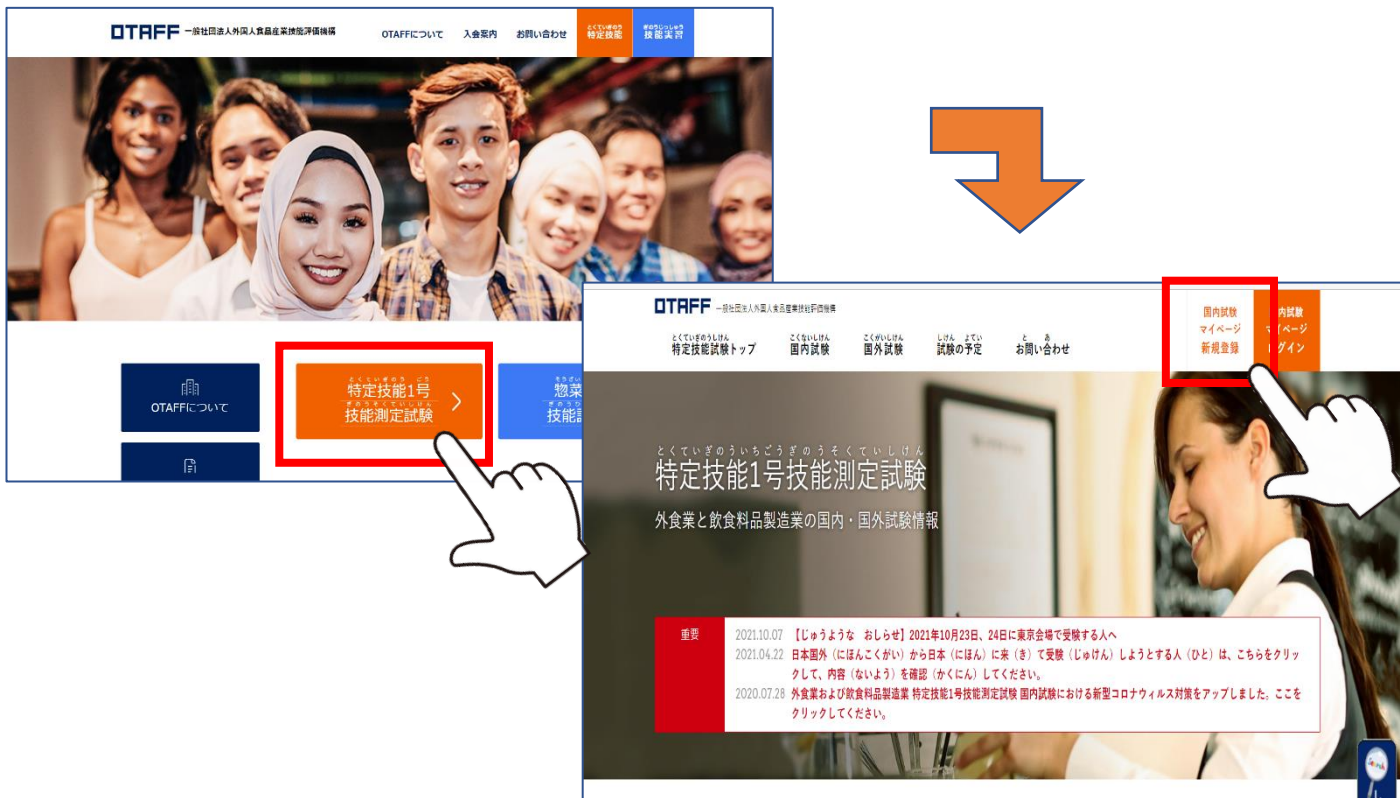 OTAFF 一般社団法人外国人食品産業技能評価機構
OTAFFについて 入会案内 お問い合わせ
とくていぎのう
特定技能
ぎのうじっしゅう
技能実習
OTAFFについて
とくていぎのう ごう
特定技能1号
ぎのうそくていしけん
技能測定試験
惣菜
技能
OTAFF 一般社団法人外国人食品産業技能評価機構
とくていぎのうしけん こくないしけん こくがいしけん しけん よてい と あ
特定技能試験トップ 国内試験 国外試験 試験の予定 お問い合わせ
国内試験
マイページ
新規登録
国内試験
マイページ
ログイン
とくていぎのういちごうぎのうそくていしけん
特定技能1号技能測定試験
外食業と飲食料品製造業の国内・国外試験情報
重要
2021.10.07 【じゅうような おしらせ】2021年10月23日、24日に東京会場で受験する人へ
2021.04.22 日本国外（にほんこくがい）から日本（にほん）に来（き）て受験（じゅけん）しようとする人（ひと）は、こちらをクリッ
クして、内容（ないよう）を確認（かくにん）してください。
2020.07.28 外食業および飲食料品製造業 特定技能1号技能測定試験 国内試験における新型コロナウィルス対策をアップしました。ここを
クリックしてください。
Search